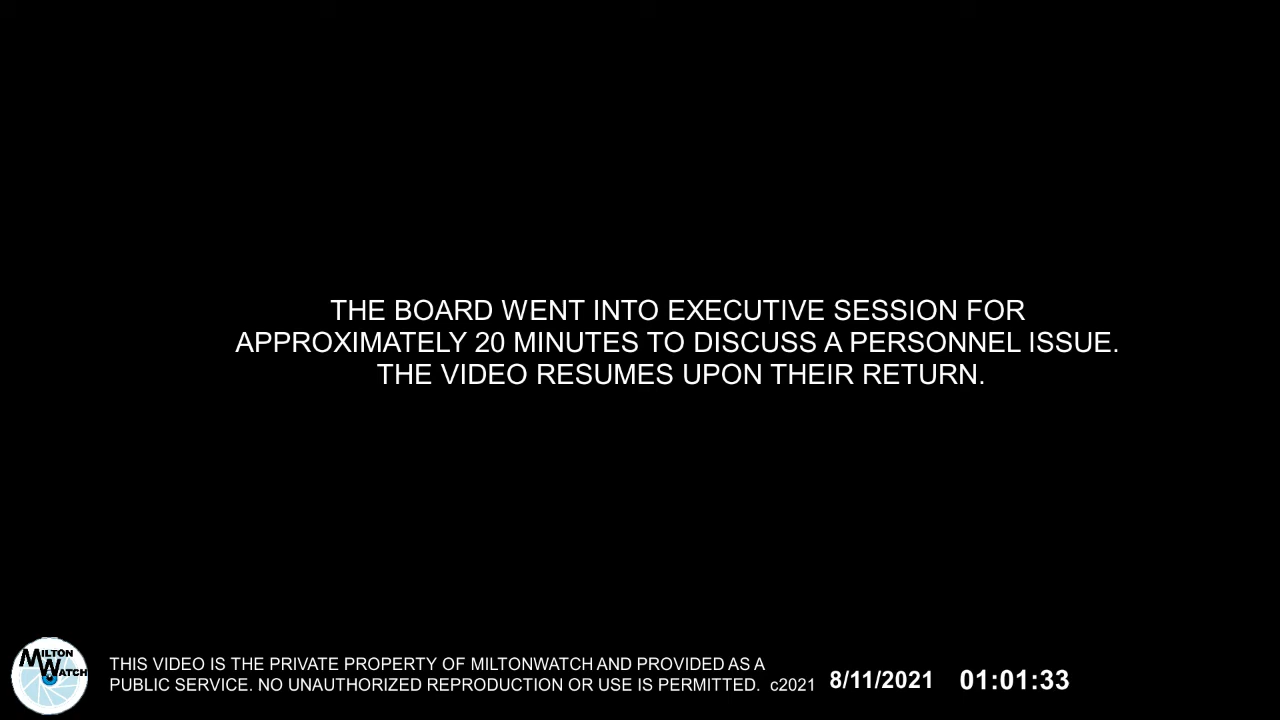 THE BOARD WENT INTO EXECUTIVE SESSION FOR
APPROXIMATELY 20 MINUTES TO DISCUSS A PERSONNEL ISSUE.
THE VIDEO RESUMES UPON THEIR RETURN.
MILTON
WATCH
THIS VIDEO IS THE PRIVATE PROPERTY OF MILTONWATCH AND PROVIDED AS A
PUBLIC SERVICE. NO UNAUTHORIZED REPRODUCTION OR USE IS PERMITTED. c2021
8/11/2021 01:01:33